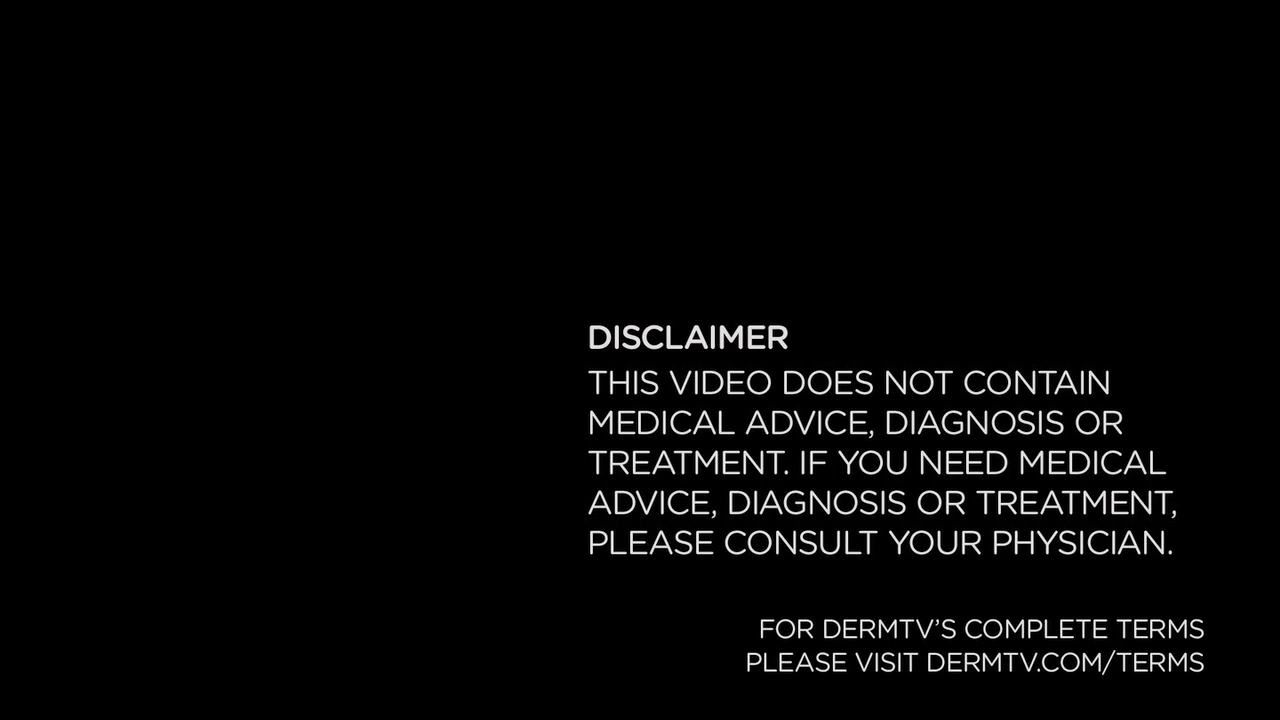 DISCLAIMER
THIS VIDEO DOES NOT CONTAIN
MEDICAL ADVICE, DIAGNOSIS OR
TREATMENT. IF YOU NEED MEDICAL
ADVICE, DIAGNOSIS OR TREATMENT,
PLEASE CONSULT YOUR PHYSICIAN.
FOR DERMTV’S COMPLETE TERMS
PLEASE VISIT DERMTV.COM/TERMS